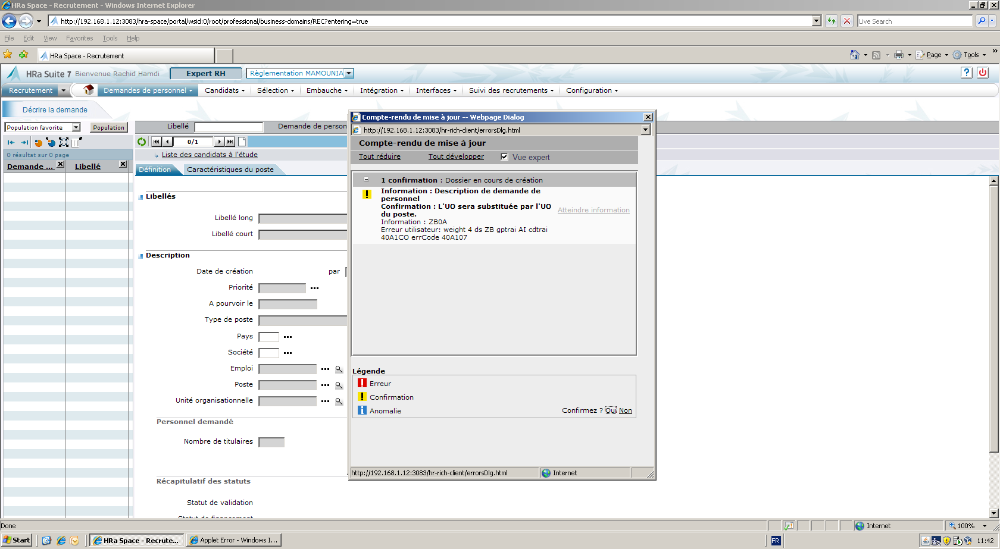 HRa Space - Recrutement - Windows Internet Explorer
http://192.168.1.12:3083/hra-space/portal/wsid:0/root/professional/business-domains/REC?entering=true
Live Search
File Edit View Favorites Tools Help
HRa Space - Recrutement
Page Tools
HRa Suite 7 Bienvenue Rachid Hamdi Expert RH Règlementation MAMOUNIA
Recrutement Demandes de personnel Candidats Sélection Embauche Intégration Interfaces Suivi des recrutements Configuration
Décrire la demande
Population favorite Population
0 résultat sur 0 page
Demande ... Libellé
Libellé Demande de person
0/1
Liste des candidats à l'étude
Définition Caractéristiques du poste
Libellés
Libellé long
Libellé court
Description
Date de création par
Priorité
A pourvoir le
Type de poste
Pays
Société
Emploi
Poste
Unité organisationnelle
Personnel demandé
Nombre de titulaires
Récapitulatif des statuts
Statut de validation
Statut de financement
Compte-rendu de mise à jour -- Webpage Dialog
http://192.168.1.12:3083/hr-rich-client/errorsDlg.html
Compte-rendu de mise à jour
Tout réduire Tout développer Vue expert
1 confirmation : Dossier en cours de création
Information : Description de demande de
personnel
Confirmation : L'UO sera substituée par l'UO
du poste.
Atteindre information
Information : ZB0A
Erreur utilisateur: weight 4 ds ZB gptrai AI cdtrai
40A1CO errCode 40A107
Légende
Erreur
Confirmation
Anomalie
Confirmez ? Oui Non
http://192.168.1.12:3083/hr-rich-client/errorsDlg.html Internet
Done Internet 100%
Start HRa Space - Recrute... Applet Error - Windows I... FR 11:42